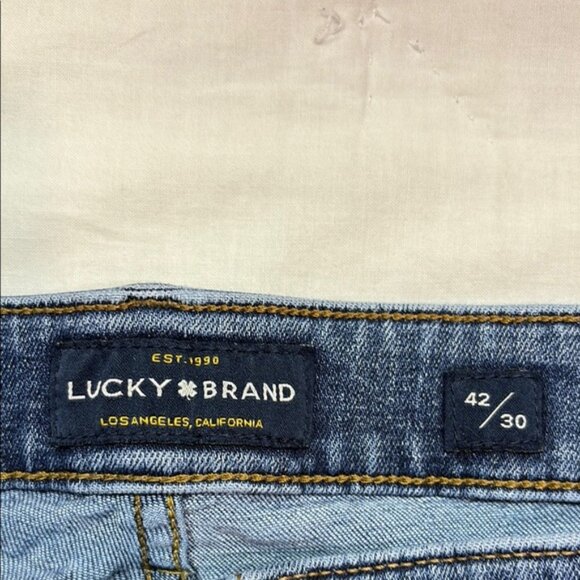 EST. 1990
LUCKY BRAND
LOS ANGELES, CALIFORNIA
42/30